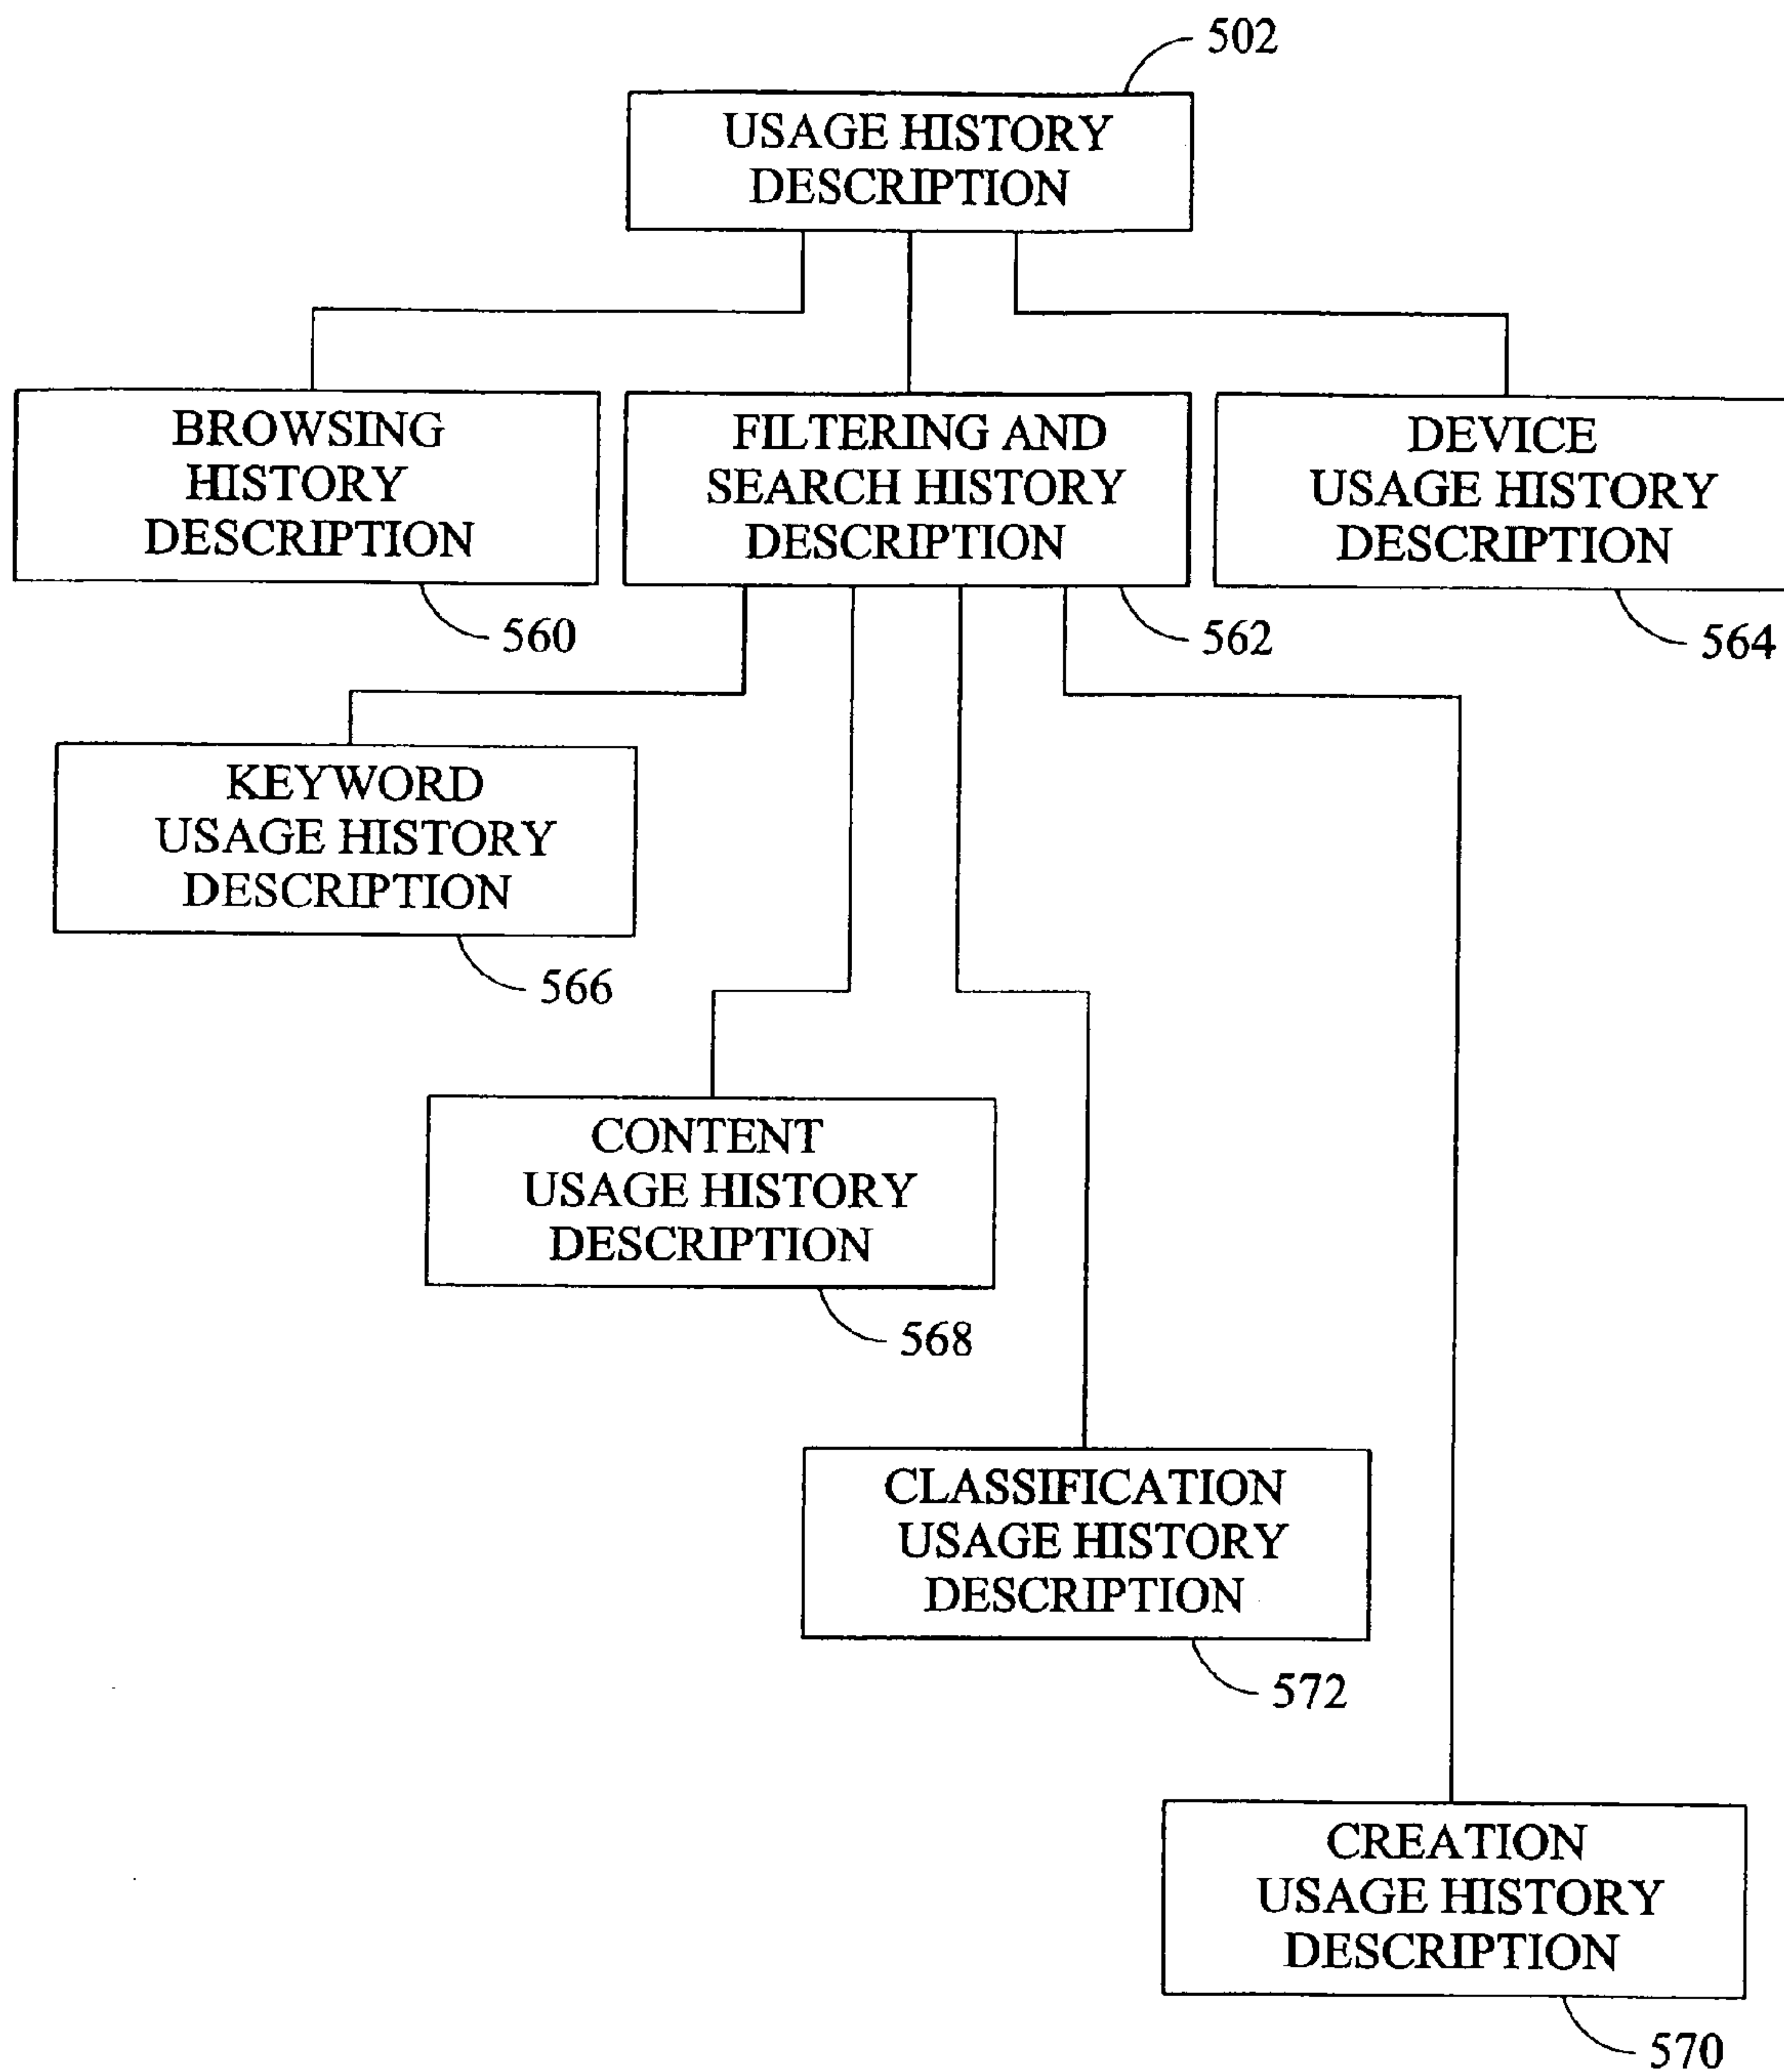 502
USAGE HISTORY
DESCRIPTION
BROWSING
HISTORY
DESCRIPTION
560
FILTERING AND
SEARCH HISTORY
DESCRIPTION
562
DEVICE
USAGE HISTORY
DESCRIPTION
564
KEYWORD
USAGE HISTORY
DESCRIPTION
566
CONTENT
USAGE HISTORY
DESCRIPTION
568
CLASSIFICATION
USAGE HISTORY
DESCRIPTION
572
CREATION
USAGE HISTORY
DESCRIPTION
570